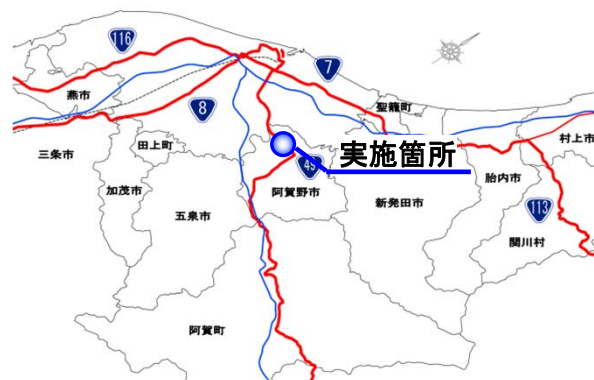 116
7
燕市
8
聖籠町
三条市
田上町
実施箇所
村上市
49
加茂市
阿賀野市
胎内市
五泉市
新発田市
113
関川村
阿賀町